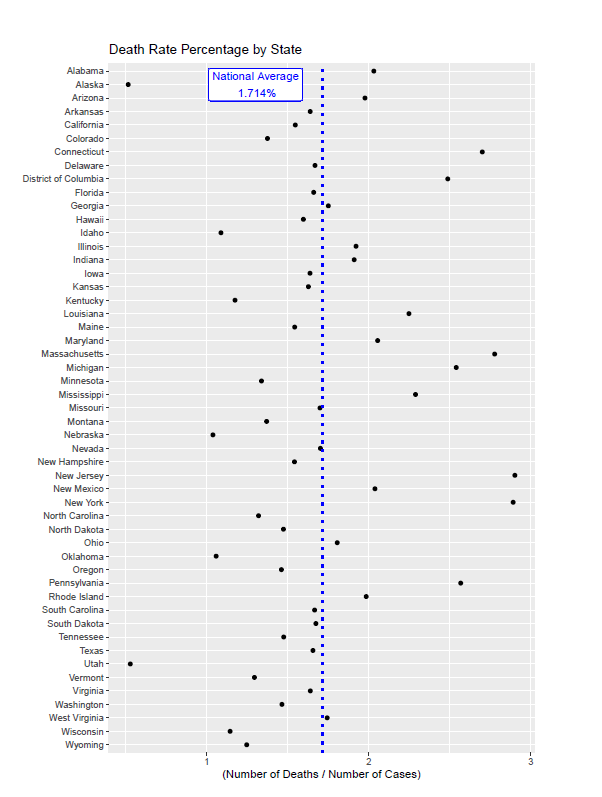 Death Rate Percentage by State
National Average
1.714%
Alabama
Alaska
Arizona
Arkansas
California
Colorado
Connecticut
Delaware
District of Columbia
Florida
Georgia
Hawaii
Idaho
Illinois
Indiana
Iowa
Kansas
Kentucky
Louisiana
Maine
Maryland
Massachusetts
Michigan
Minnesota
Mississippi
Missouri
Montana
Nebraska
Nevada
New Hampshire
New Jersey
New Mexico
New York
North Carolina
North Dakota
Ohio
Oklahoma
Oregon
Pennsylvania
Rhode Island
South Carolina
South Dakota
Tennessee
Texas
Utah
Vermont
Virginia
Washington
West Virginia
Wisconsin
Wyoming
1 2 3
(Number of Deaths / Number of Cases)